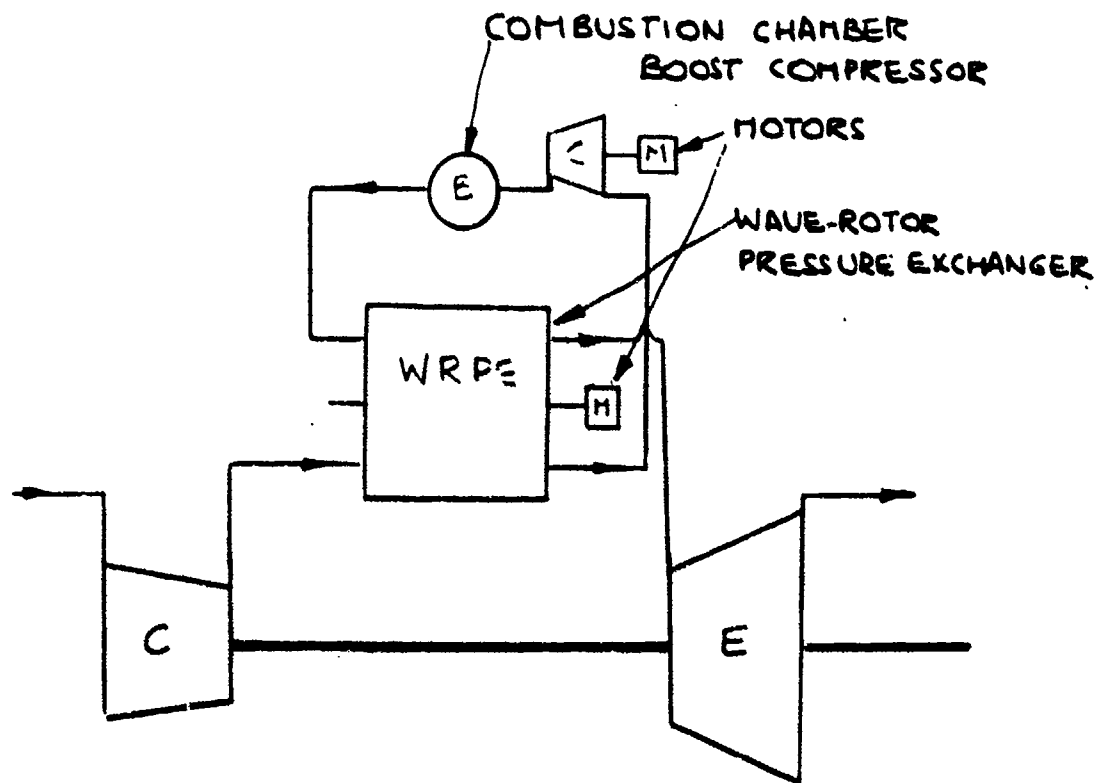 COMBUSTION CHAMBER
BOOST COMPRESSOR
MOTORS
M
C
E
WAVE-ROTOR
PRESSURE EXCHANGER
WRPE
M
C
E